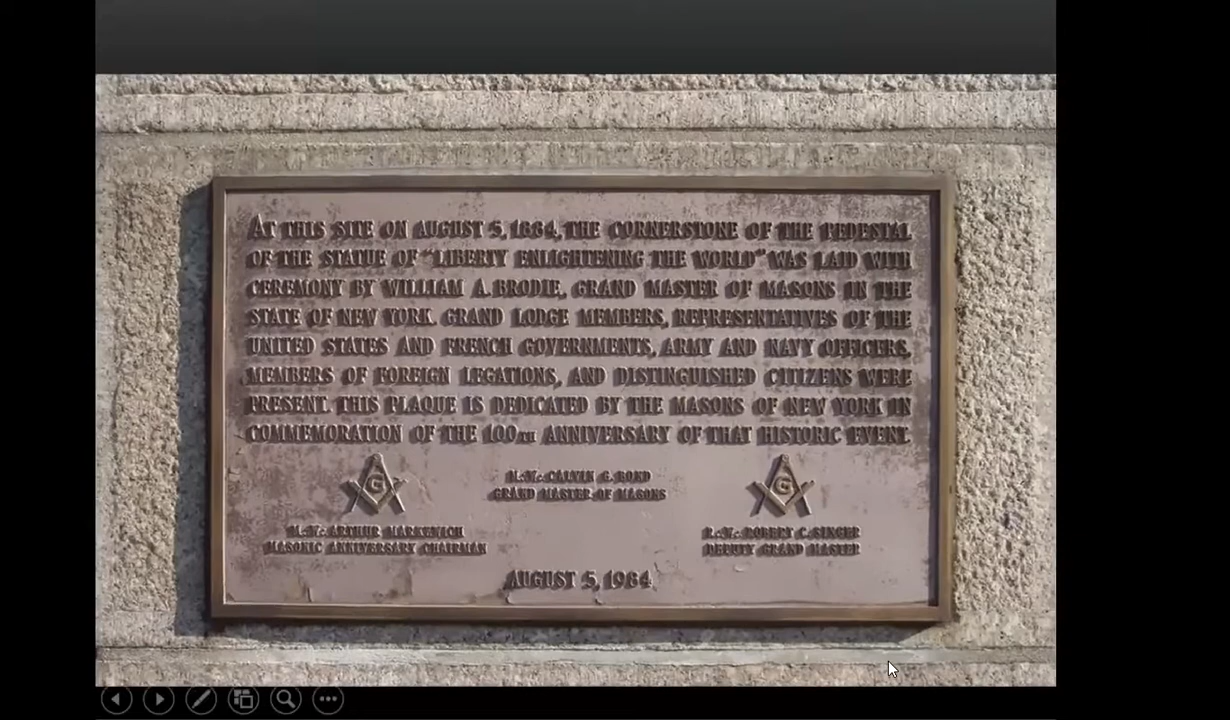 AT THIS SITE ON AUGUST 5, 1884, THE CORNERSTONE OF THE PEDESTAL
OF THE STATUE OF "LIBERTY ENLIGHTENING THE WORLD" WAS LAID WITH
CEREMONY BY WILLIAM A. BRODIE, GRAND MASTER OF MASONS IN THE
STATE OF NEW YORK. GRAND LODGE MEMBERS, REPRESENTATIVES OF THE
UNITED STATES AND FRENCH GOVERNMENTS, ARMY AND NAVY OFFICERS,
MEMBERS OF FOREIGN LEGATIONS, AND DISTINGUISHED CITIZENS WERE
PRESENT. THIS PLAQUE IS DEDICATED BY THE MASONS OF NEW YORK IN
COMMEMORATION OF THE 100TH ANNIVERSARY OF THAT HISTORIC EVENT.
G
G
M∴W∴ CALVIN G. BOND
GRAND MASTER OF MASONS
M∴W∴ ARTHUR MARKEWICH
MASONIC ANNIVERSARY CHAIRMAN
R∴W∴ ROBERT C. SINGER
DEPUTY GRAND MASTER
AUGUST 5, 1984